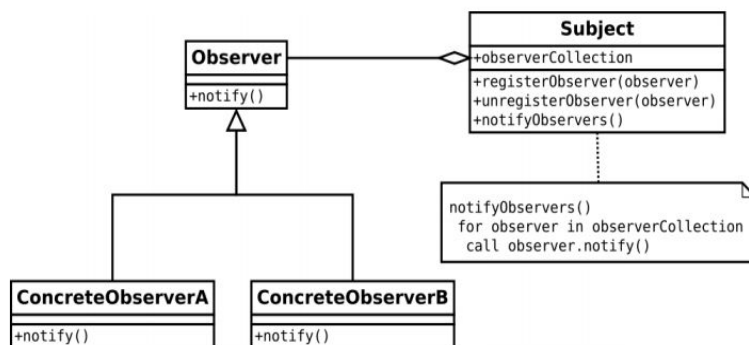 Observer
+notify()
Subject
+observerCollection
+registerObserver(observer)
+unregisterObserver(observer)
+notifyObservers()
notifyObservers()
for observer in observerCollection
call observer.notify()
ConcreteObserverA
+notify()
ConcreteObserverB
+notify()